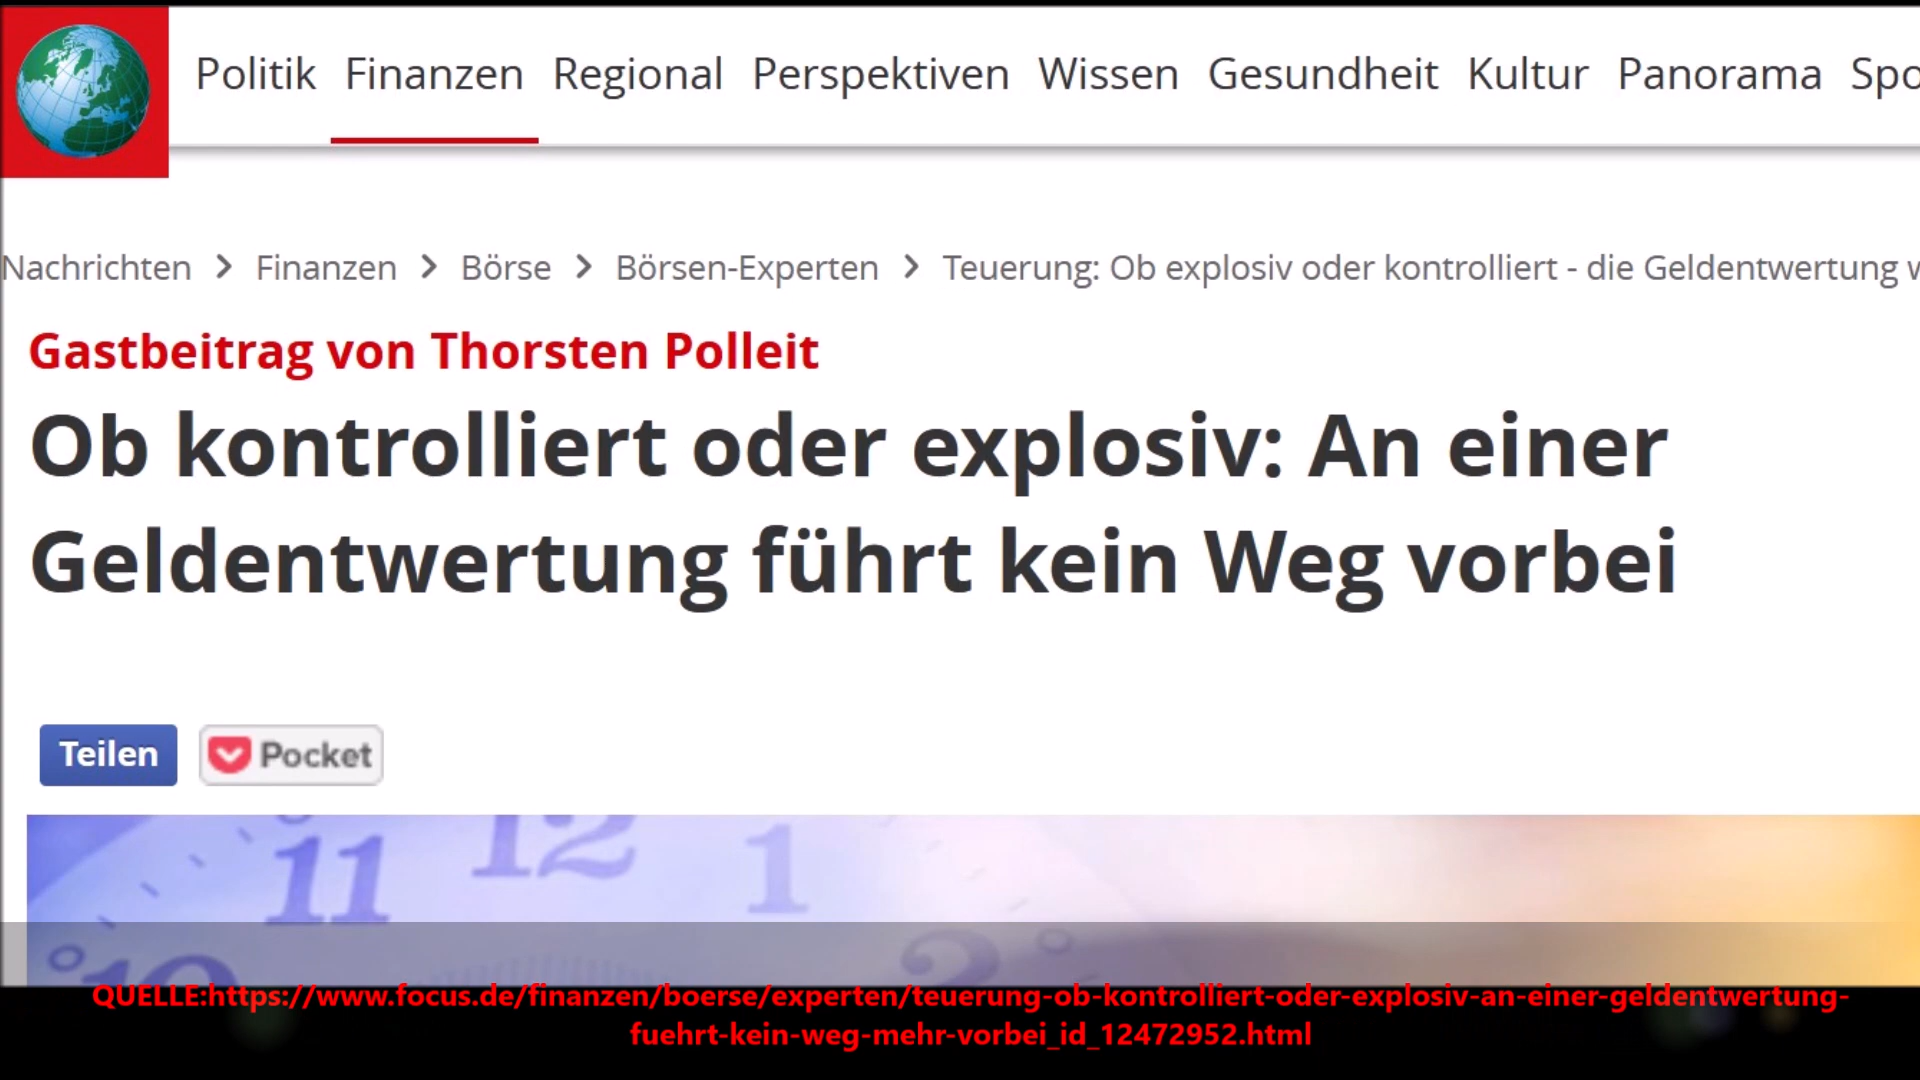 Politik Finanzen Regional Perspektiven Wissen Gesundheit Kultur Panorama Spo
Nachrichten > Finanzen > Börse > Börsen-Experten > Teuerung: Ob explosiv oder kontrolliert - die Geldentwertung w
Gastbeitrag von Thorsten Polleit
Ob kontrolliert oder explosiv: An einer
Geldentwertung führt kein Weg vorbei
Teilen Pocket
11 12 1
10 2
QUELLE:https://www.focus.de/finanzen/boerse/experten/teuerung-ob-kontrolliert-oder-explosiv-an-einer-geldentwertung-
fuehrt-kein-weg-mehr-vorbei_id_12472952.html